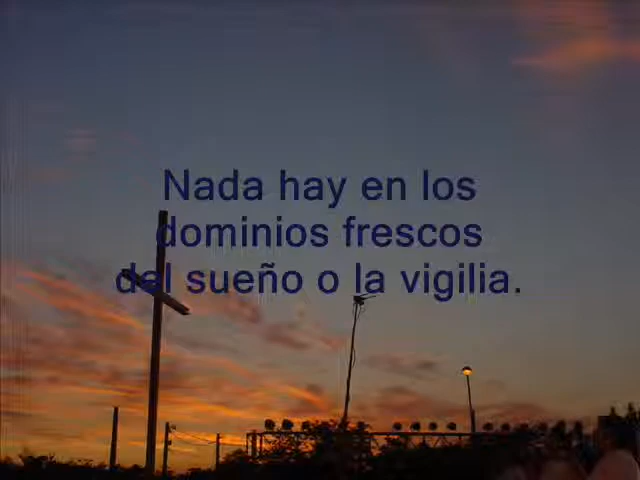 Nada hay en los
dominios frescos
del sueño o la vigilia.